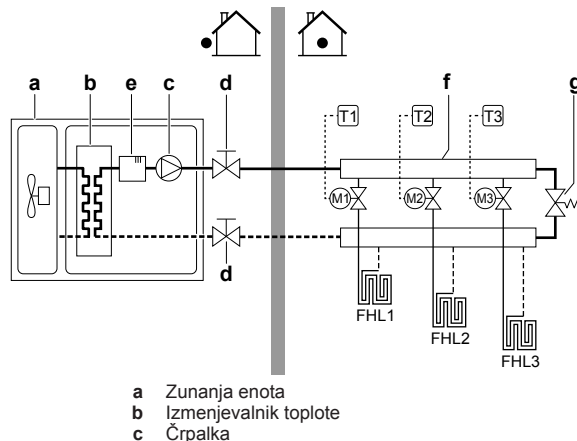 a b e c d f g
T1 T2 T3
M1 M2 M3
d
FHL1
FHL2
FHL3
a Zunanja enota
b Izmenjevalnik toplote
c Črpalka